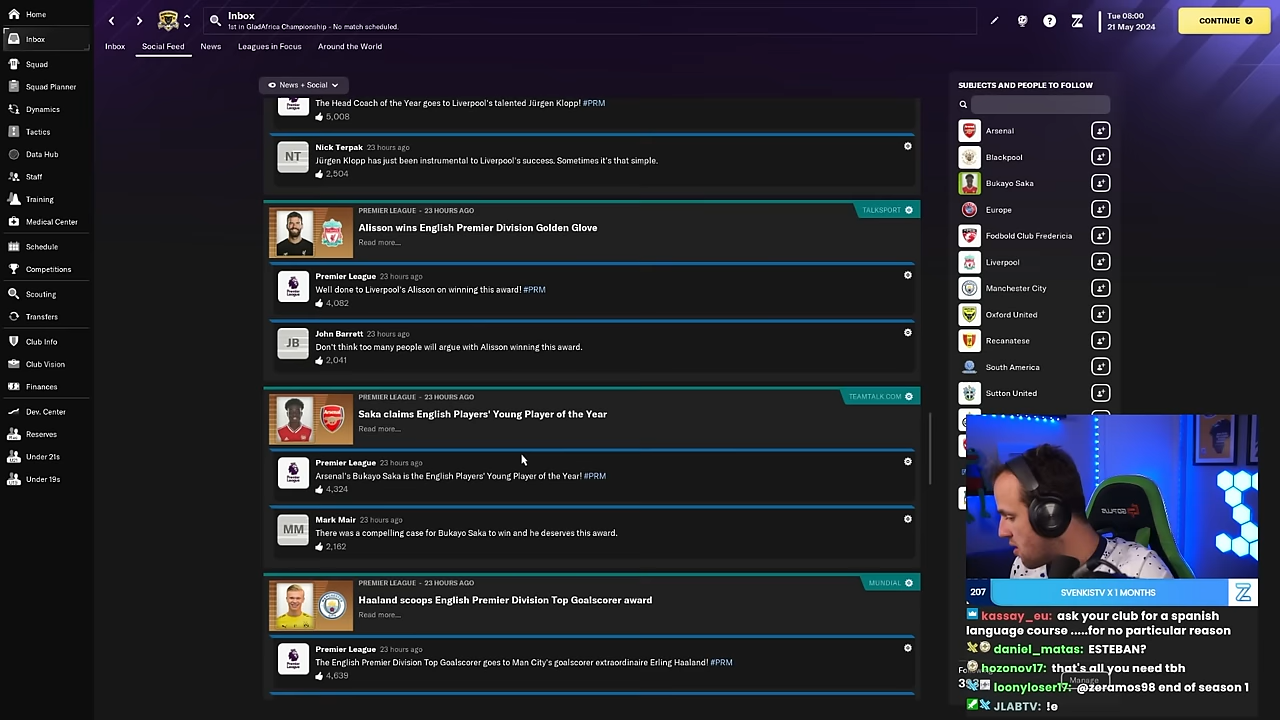 Home
Inbox
Squad
Squad Planner
Dynamics
Tactics
Data Hub
Staff
Training
Medical Center
Schedule
Competitions
Scouting
Transfers
Club Info
Club Vision
Finances
Dev. Center
Reserves
Under 21s
Under 19s
Inbox
1st in GladAfrica Championship - No match scheduled.
Tue 08:00
21 May 2024
CONTINUE
Inbox Social Feed News Leagues in Focus Around the World
News + Social
The Head Coach of the Year goes to Liverpool's talented Jürgen Klopp! #PRM
5,008
NT
Nick Terpak 23 hours ago
Jürgen Klopp has just been instrumental to Liverpool's success. Sometimes it's that simple.
2,504
PREMIER LEAGUE - 23 HOURS AGO
TALKSPORT
Alisson wins English Premier Division Golden Glove
Read more...
Premier League 23 hours ago
Well done to Liverpool's Alisson on winning this award! #PRM
4,082
JB
John Barrett 23 hours ago
Don't think too many people will argue with Alisson winning this award.
2,041
PREMIER LEAGUE - 23 HOURS AGO
TEAMTALK.COM
Saka claims English Players' Young Player of the Year
Read more...
Premier League 23 hours ago
Arsenal's Bukayo Saka is the English Players' Young Player of the Year! #PRM
4,324
MM
Mark Mair 23 hours ago
There was a compelling case for Bukayo Saka to win and he deserves this award.
2,162
PREMIER LEAGUE - 23 HOURS AGO
MUNDIAL
Haaland scoops English Premier Division Top Goalscorer award
Read more...
Premier League 23 hours ago
The English Premier Division Top Goalscorer goes to Man City's goalscorer extraordinaire Erling Haaland! #PRM
4,639
SUBJECTS AND PEOPLE TO FOLLOW
Arsenal
Blackpool
Bukayo Saka
Europe
Fodbold Club Fredericia
Liverpool
Manchester City
Oxford United
Recanatese
South America
Sutton United
207 SVENKISTV X 1 MONTHS
kassay_eu: ask your club for a spanish
language course .....for no particular reason
daniel_matas: ESTEBAN?
hozonov17: that's all you need tbh
Manage
loonyloser17: @zeramos98 end of season 1
JLABTV: !e